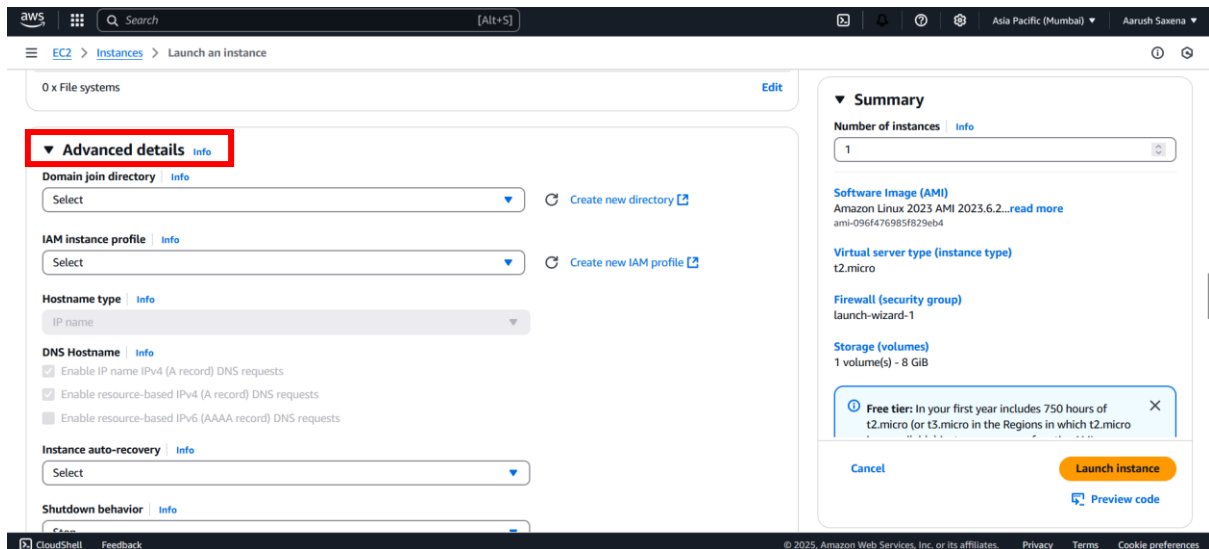 aws Search [Alt+S] Asia Pacific (Mumbai) ▼ Aarush Saxena ▼
EC2 > Instances > Launch an instance
0 x File systems Edit
▼ Advanced details Info
Domain join directory Info
Select
Create new directory
IAM instance profile Info
Select
Create new IAM profile
Hostname type Info
IP name
DNS Hostname Info
Enable IP name IPv4 (A record) DNS requests
Enable resource-based IPv4 (A record) DNS requests
Enable resource-based IPv6 (AAAA record) DNS requests
Instance auto-recovery Info
Select
Shutdown behavior Info
Stop
▼ Summary
Number of instances Info
1
Software Image (AMI)
Amazon Linux 2023 AMI 2023.6.2...read more
ami-096f476985f829eb4
Virtual server type (instance type)
t2.micro
Firewall (security group)
launch-wizard-1
Storage (volumes)
1 volume(s) - 8 GiB
Free tier: In your first year includes 750 hours of
t2.micro (or t3.micro in the Regions in which t2.micro
Cancel Launch instance
Preview code
CloudShell Feedback © 2025, Amazon Web Services, Inc. or its affiliates. Privacy Terms Cookie preferences